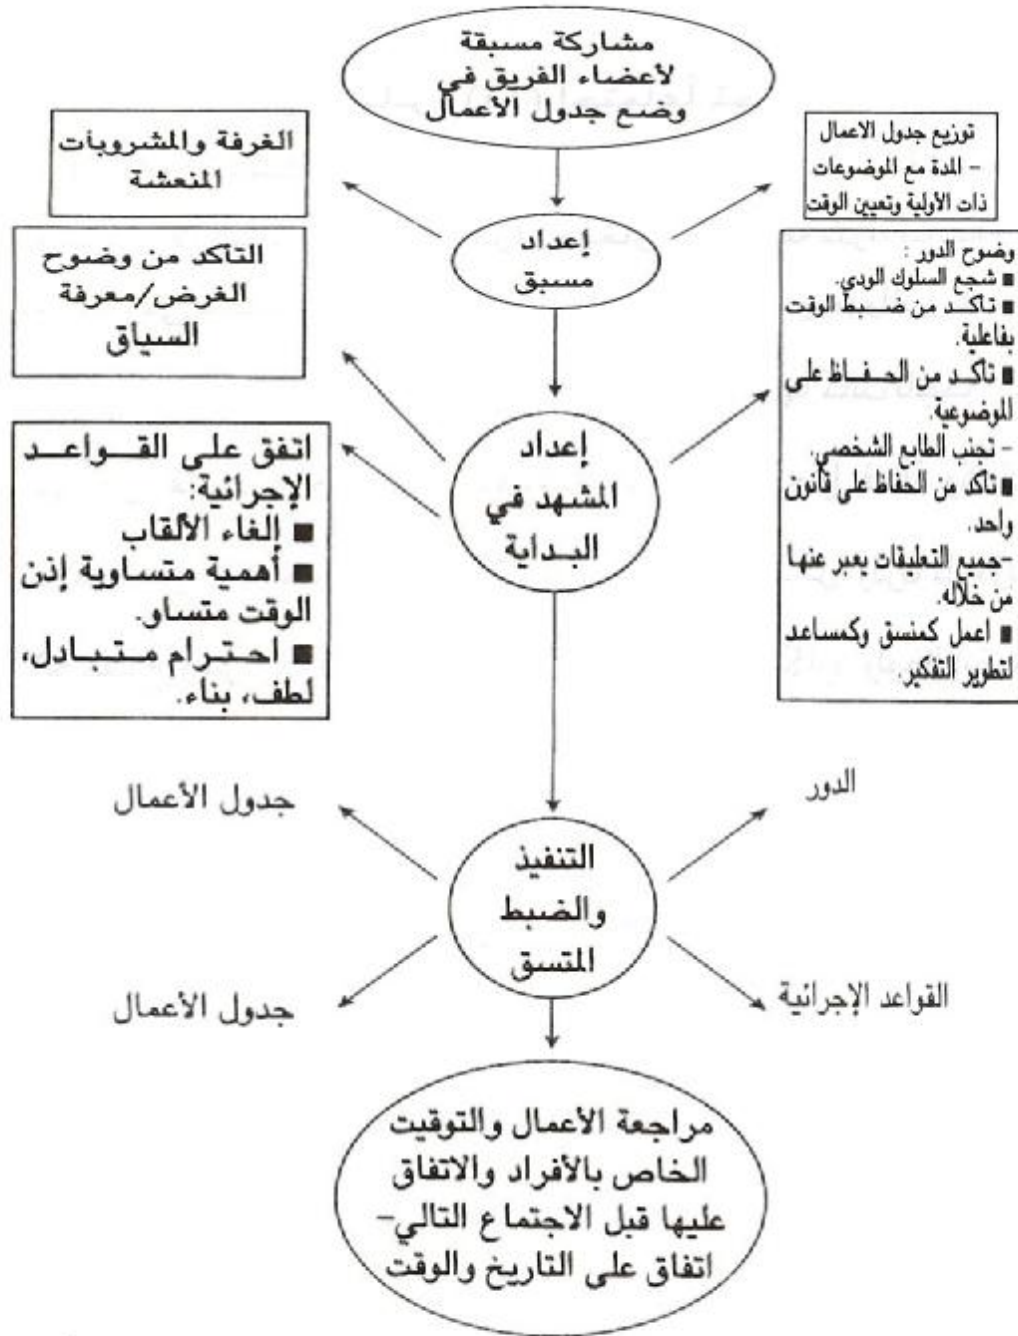 مشاركة مسبقة
لأعضاء الفريق في
وضع جدول الأعمال
توزيع جدول الاعمال
– المدة مع الموضوعات
ذات الأولية وتعيين الوقت
الغرفة والمشروبات
المنعشة
إعداد
مسبق
وضوح الدور :
■ شجع السلوك الودي.
■ تاكد من ضبط الوقت
بفاعلية.
■ تاكد من الحفاظ على
الموضوعية.
– تجنب الطابع الشخصي.
■ تاكد من الحفاظ على قانون
واحد.
–جميع التعليقات يعبر عنها
من خلاله.
■ اعمل كمنسق وكمساعد
لتطوير التفكير.
التاكد من وضوح
الغرض/معرفة
السياق
إعداد
المشهد في
البداية
اتفق على القواعد
الإجرائية:
■ إلغاء الألقاب
■ أهمية متساوية إذن
الوقت متساو.
■ احترام متبادل،
لطف، بناء.
الدور
جدول الأعمال
التنفيذ
والضبط
المتسق
القواعد الإجرائية
جدول الأعمال
مراجعة الأعمال والتوقيت
الخاص بالأفراد والاتفاق
عليها قبل الاجتماع التالي–
اتفاق على التاريخ والوقت